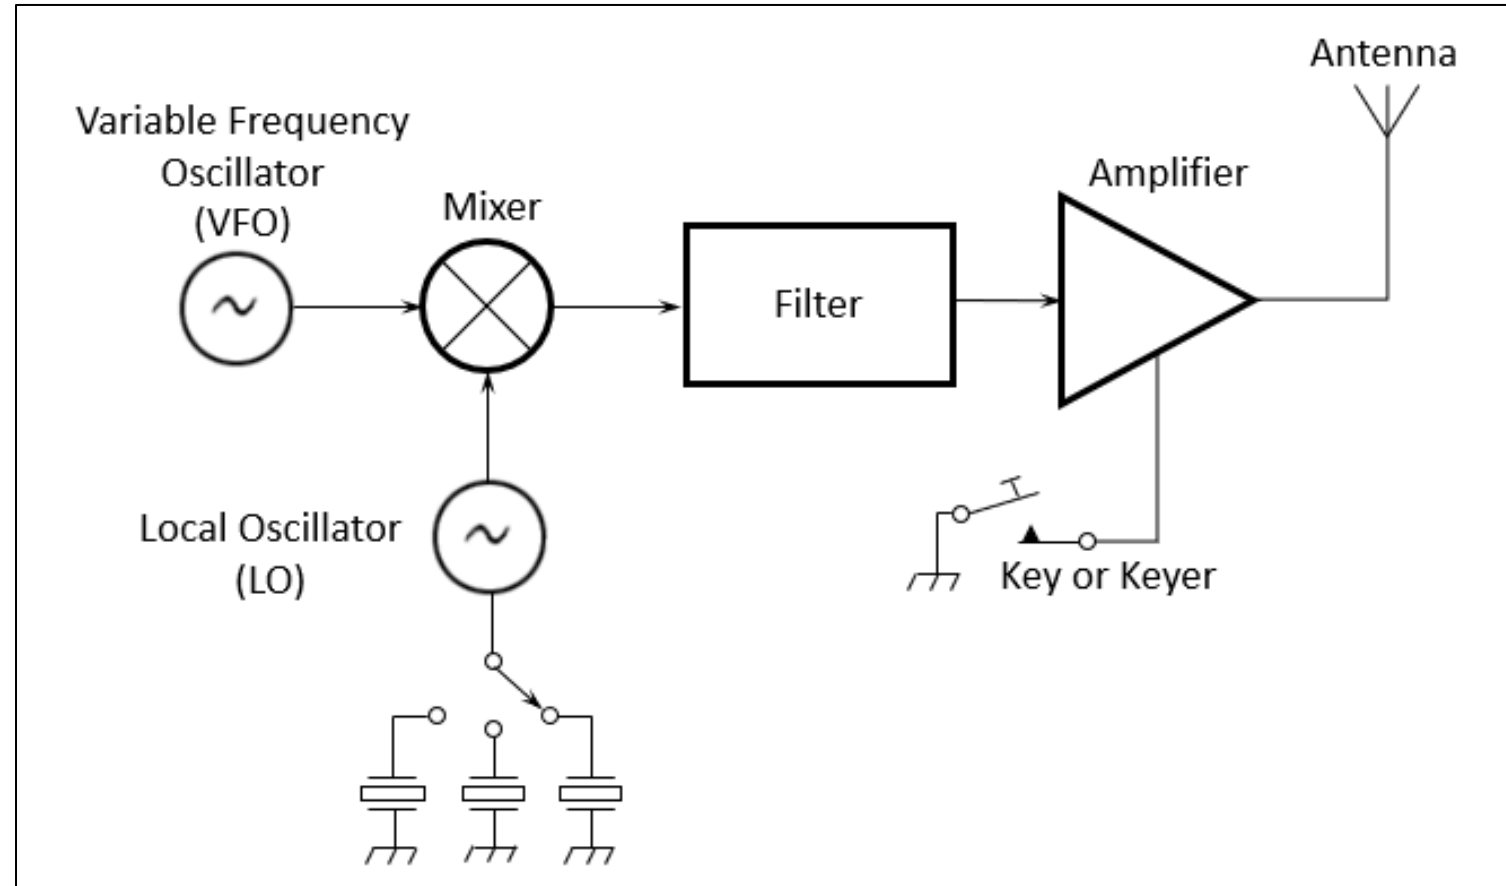 Antenna
Variable Frequency
Oscillator
(VFO)
Mixer
Amplifier
Filter
Local Oscillator
(LO)
Key or Keyer